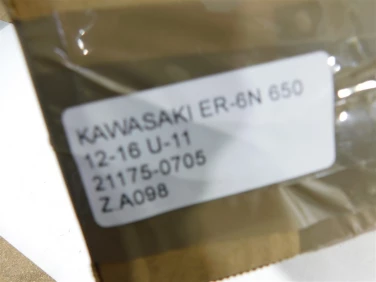 KAWASAKI ER-6N 650
12-16 U-11
21175-0705
Z.A098